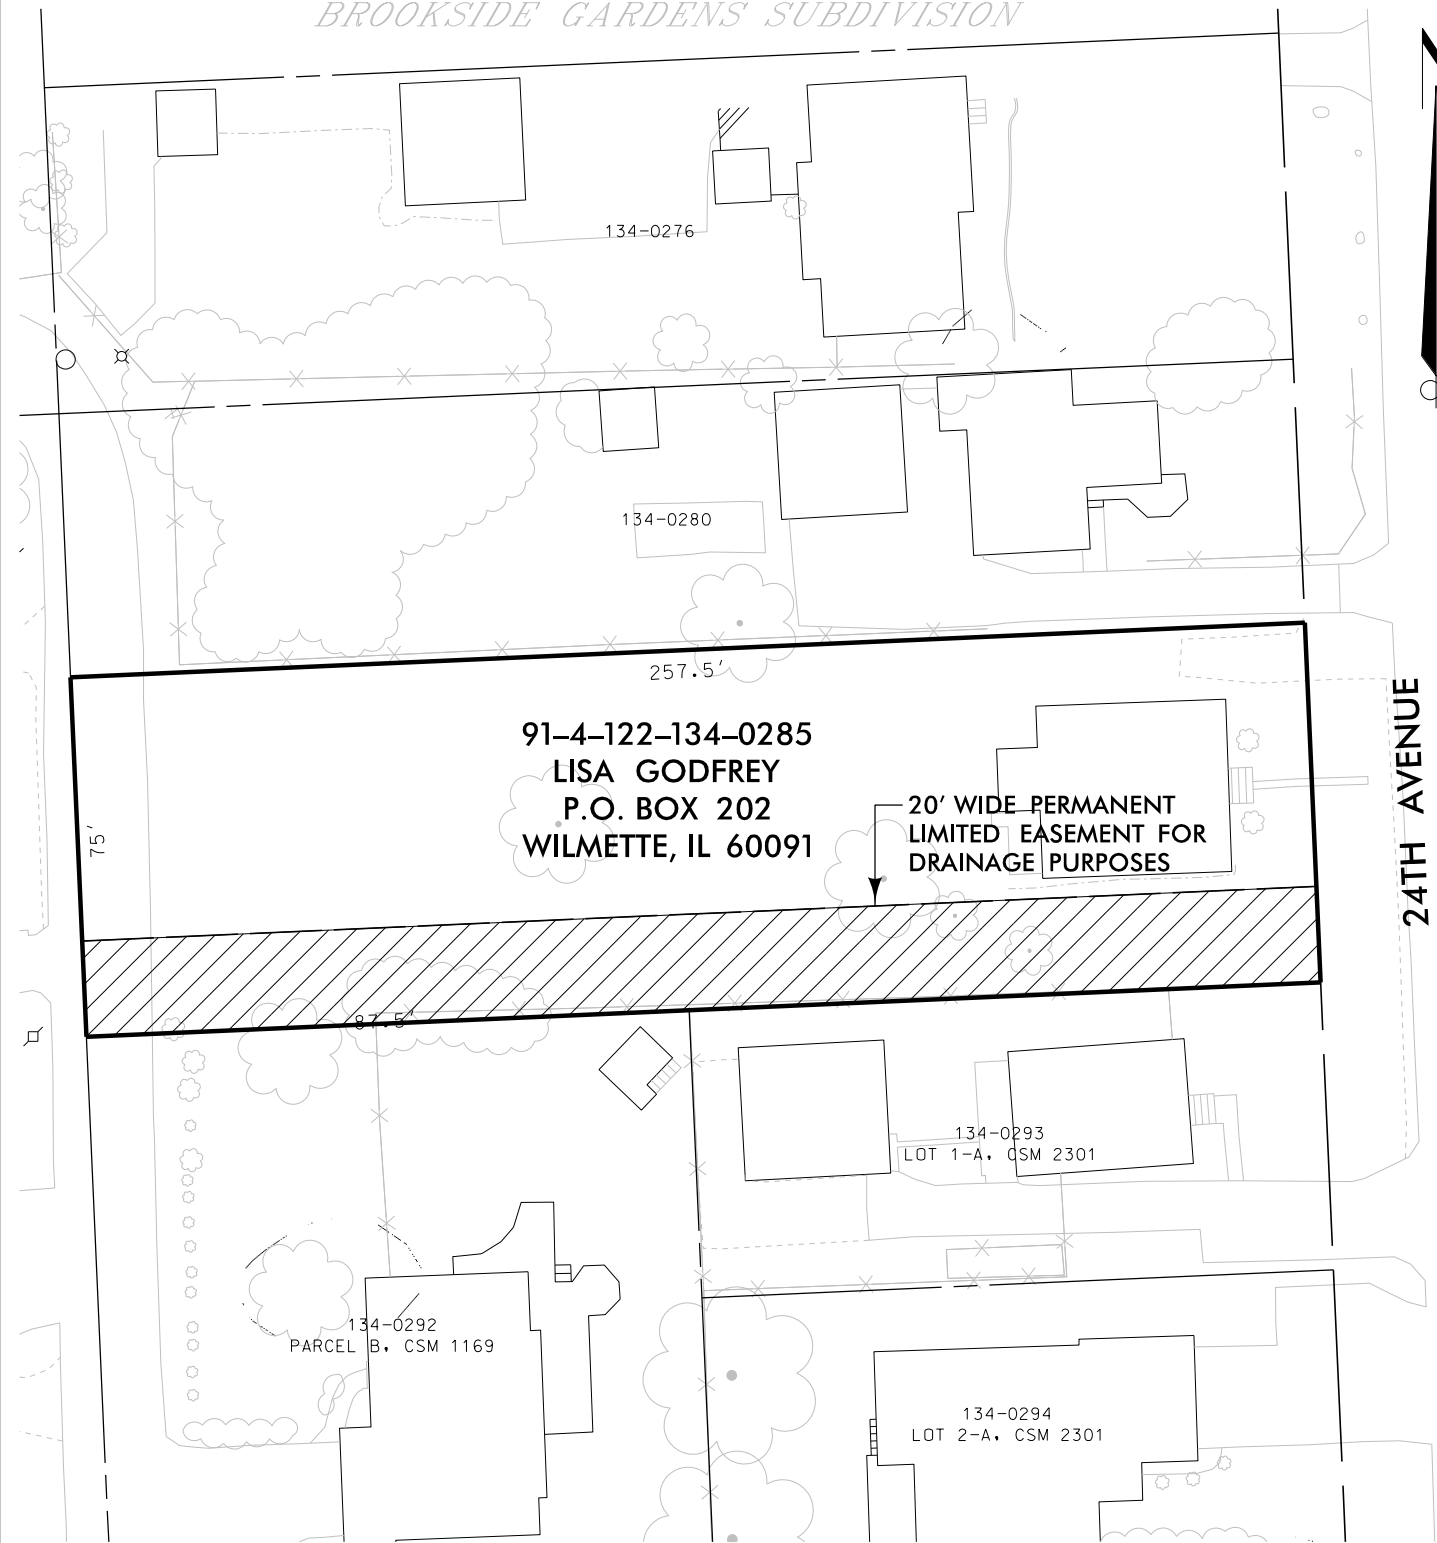 BROOKSIDE GARDENS SUBDIVISION
134-0276
134-0280
257.5'
91-4-122-134-0285
LISA GODFREY
P.O. BOX 202
WILMETTE, IL 60091
75'
20' WIDE PERMANENT
LIMITED EASEMENT FOR
DRAINAGE PURPOSES
24TH AVENUE
87.5'
134-0293
LOT 1-A, CSM 2301
134-0292
PARCEL B, CSM 1169
134-0294
LOT 2-A, CSM 2301